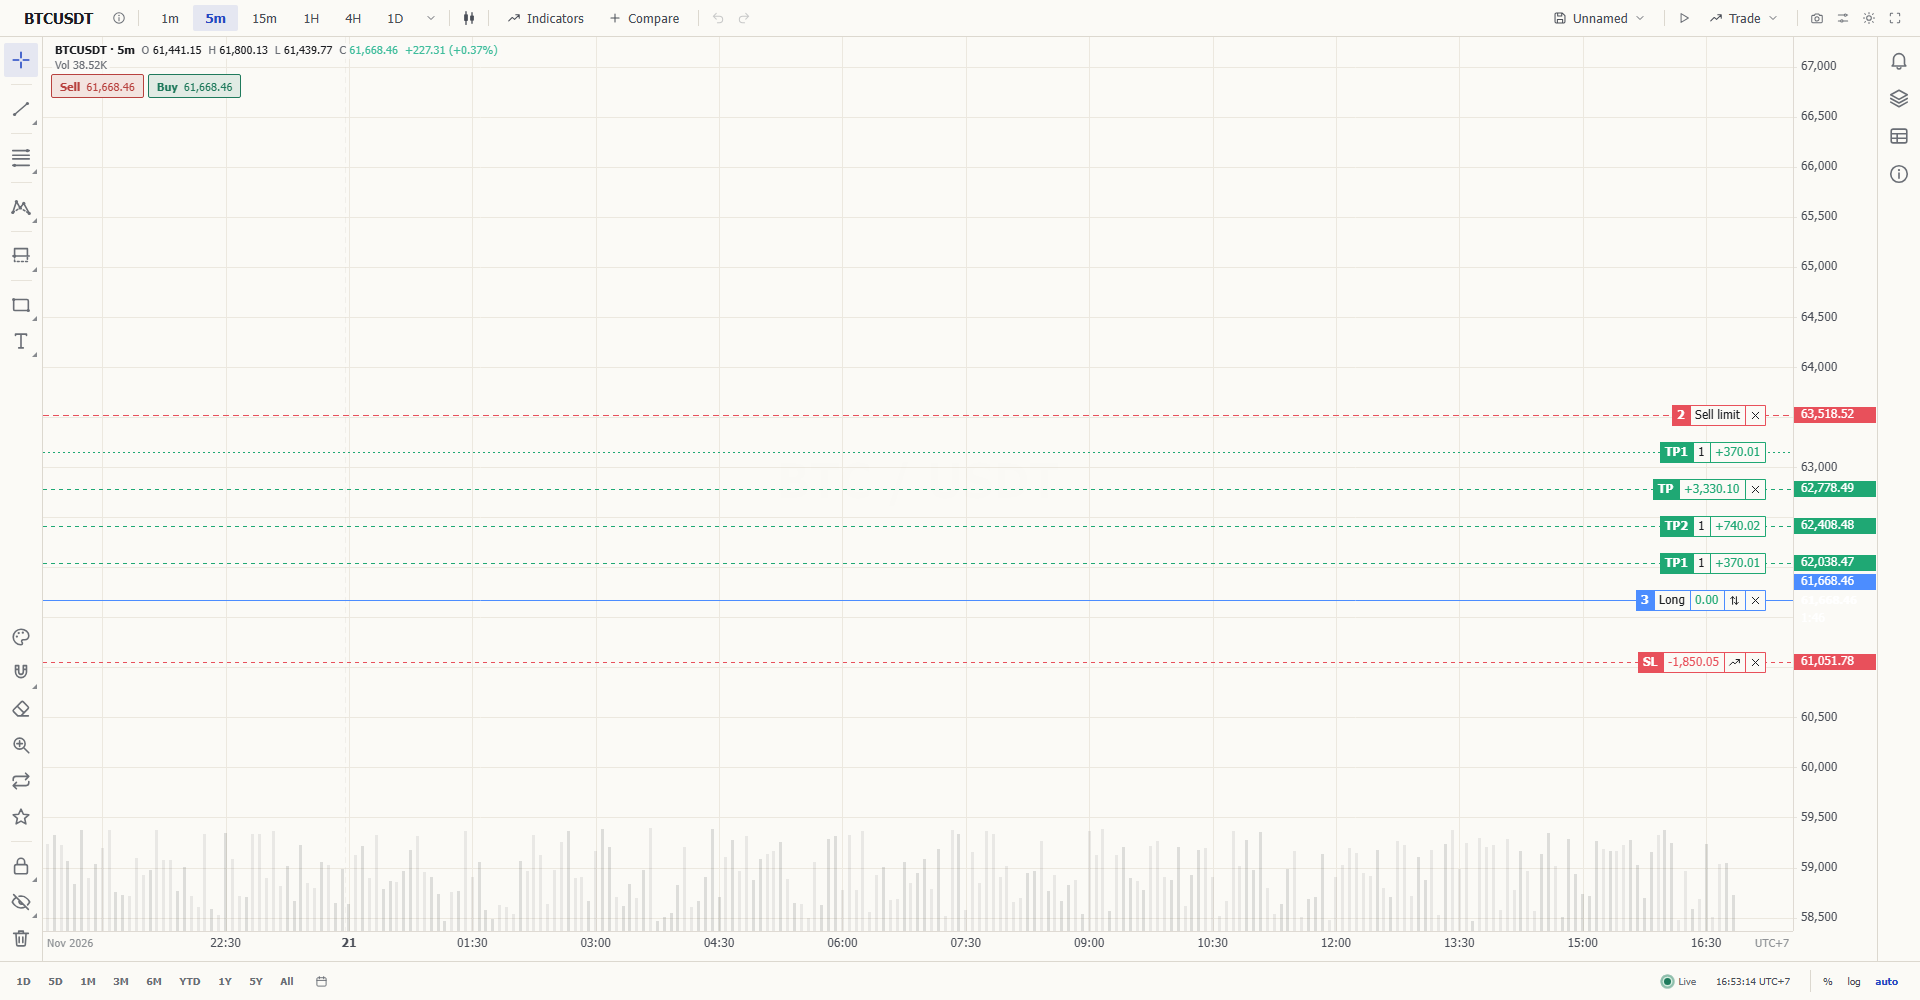 BTCUSDT 1m 5m 15m 1H 4H 1D Indicators Compare Unnamed Trade
BTCUSDT · 5m O 61,441.15 H 61,800.13 L 61,439.77 C 61,668.46 +227.31 (+0.37%)
Vol 38.52K
Sell 61,668.46 Buy 61,668.46
67,000
66,500
66,000
65,500
65,000
64,500
64,000
2 Sell limit 63,518.52
TP1 1 +370.01
63,000
TP +3,330.10 62,778.49
TP2 1 +740.02 62,408.48
TP1 1 +370.01 62,038.47
61,668.46
3 Long 0.00
SL -1,850.05 61,051.78
60,500
60,000
59,500
59,000
58,500
Nov 2026 22:30 21 01:30 03:00 04:30 06:00 07:30 09:00 10:30 12:00 13:30 15:00 16:30 UTC+7
1D 5D 1M 3M 6M YTD 1Y 5Y All Live 16:53:14 UTC+7 % log auto